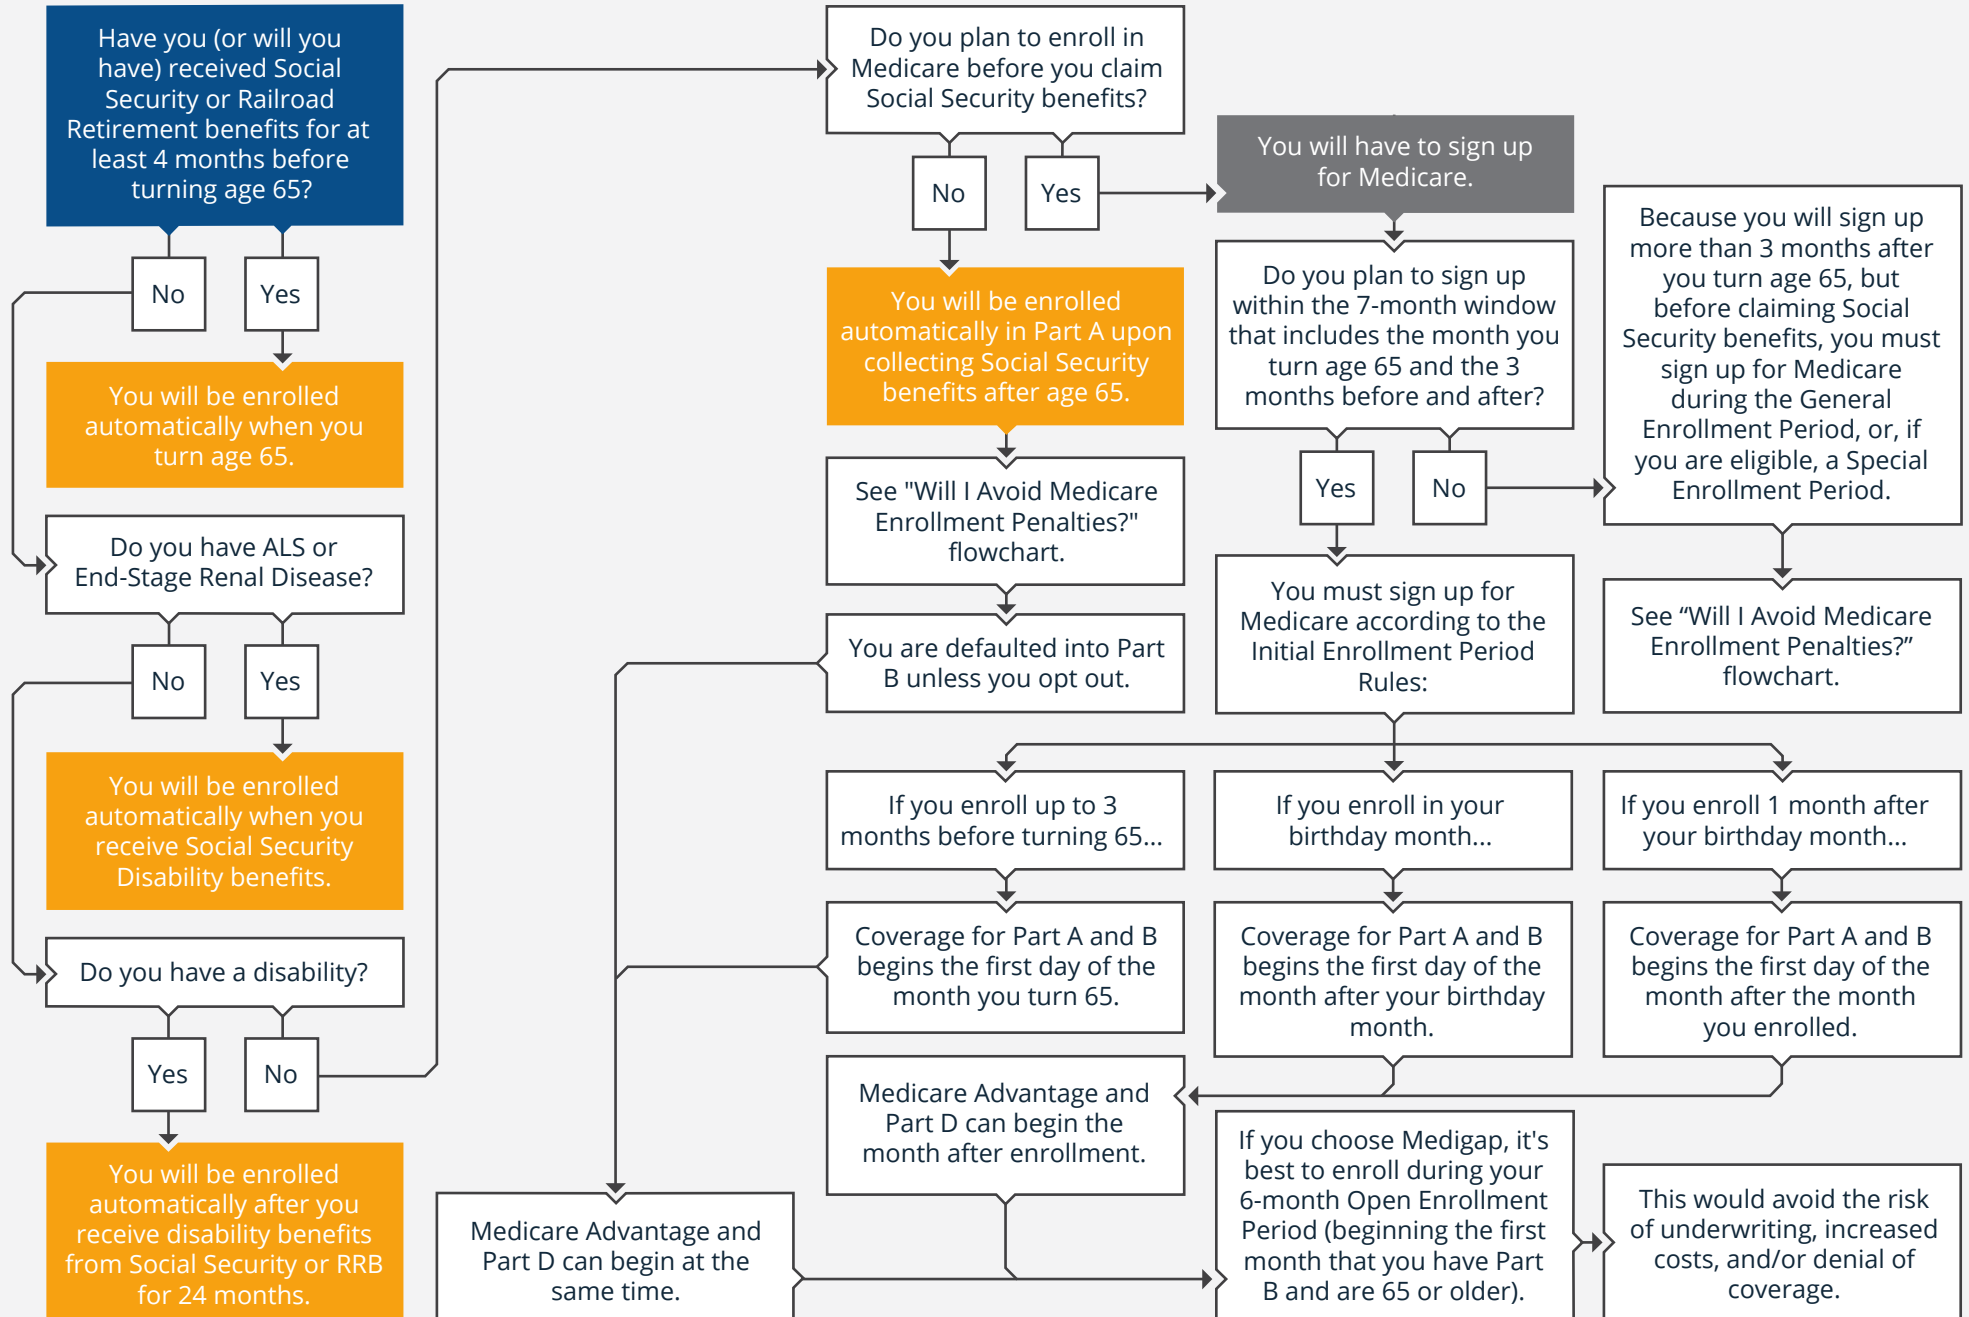 Have you (or will you
have) received Social
Security or Railroad
Retirement benefits for at
least 4 months before
turning age 65?
No
Yes
You will be enrolled
automatically when you
turn age 65.
Do you have ALS or
End-Stage Renal Disease?
No
Yes
You will be enrolled
automatically when you
receive Social Security
Disability benefits.
Do you have a disability?
Yes
No
You will be enrolled
automatically after you
receive disability benefits
from Social Security or RRB
for 24 months.
Do you plan to enroll in
Medicare before you claim
Social Security benefits?
No
Yes
You will be enrolled
automatically in Part A upon
collecting Social Security
benefits after age 65.
See "Will I Avoid Medicare
Enrollment Penalties?"
flowchart.
You are defaulted into Part
B unless you opt out.
You will have to sign up
for Medicare.
Do you plan to sign up
within the 7-month window
that includes the month you
turn age 65 and the 3
months before and after?
Yes
No
Because you will sign up
more than 3 months after
you turn age 65, but
before claiming Social
Security benefits, you must
sign up for Medicare
during the General
Enrollment Period, or, if
you are eligible, a Special
Enrollment Period.
See “Will I Avoid Medicare
Enrollment Penalties?”
flowchart.
You must sign up for
Medicare according to the
Initial Enrollment Period
Rules:
If you enroll up to 3
months before turning 65...
If you enroll in your
birthday month...
If you enroll 1 month after
your birthday month...
Coverage for Part A and B
begins the first day of the
month you turn 65.
Coverage for Part A and B
begins the first day of the
month after your birthday
month.
Coverage for Part A and B
begins the first day of the
month after the month
you enrolled.
Medicare Advantage and
Part D can begin the
month after enrollment.
Medicare Advantage and
Part D can begin at the
same time.
If you choose Medigap, it's
best to enroll during your
6-month Open Enrollment
Period (beginning the first
month that you have Part
B and are 65 or older).
This would avoid the risk
of underwriting, increased
costs, and/or denial of
coverage.